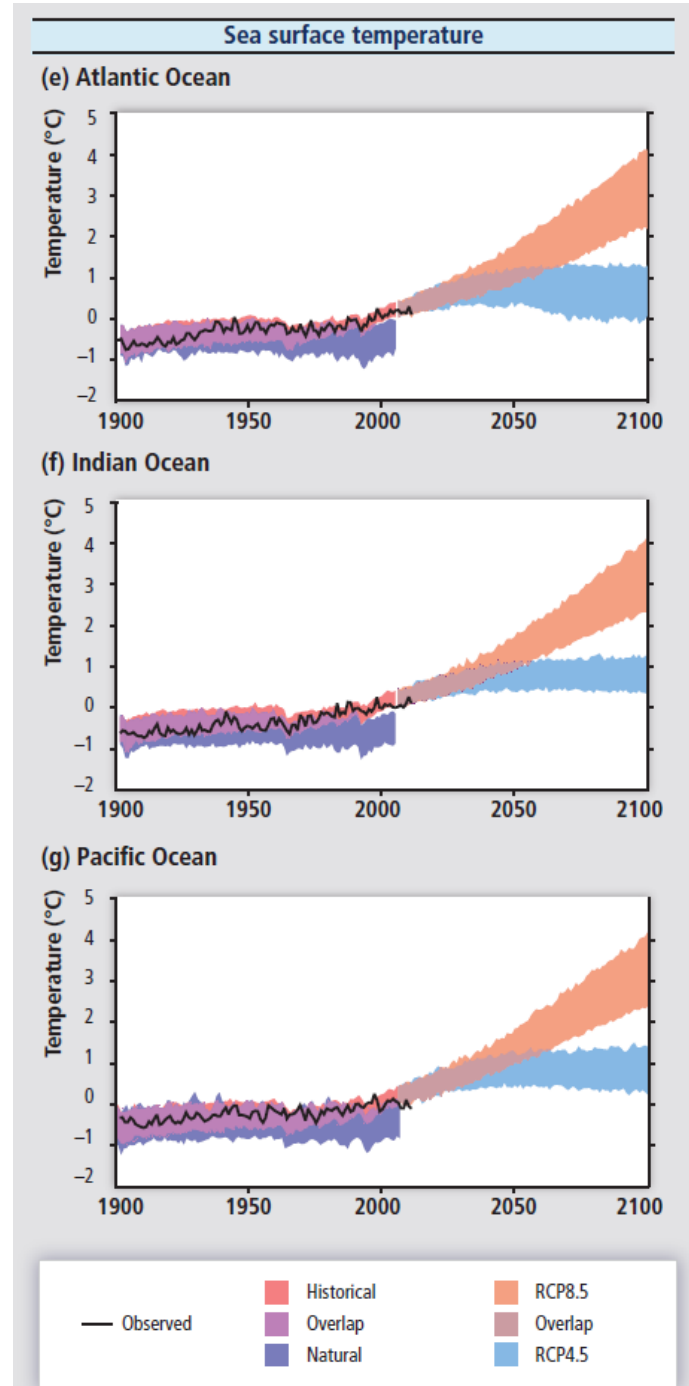 Sea surface temperature
(e) Atlantic Ocean
Temperature (°C)
5
4
3
2
1
0
–1
–2
1900 1950 2000 2050 2100
(f) Indian Ocean
Temperature (°C)
5
4
3
2
1
0
–1
–2
1900 1950 2000 2050 2100
(g) Pacific Ocean
Temperature (°C)
5
4
3
2
1
0
–1
–2
1900 1950 2000 2050 2100
Observed
Historical
Overlap
Natural
RCP8.5
Overlap
RCP4.5